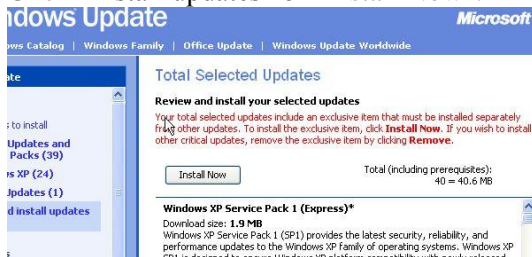 ndows Update
Microsoft
ows Catalog | Windows Family | Office Update | Windows Update Worldwide
ate
Total Selected Updates
Review and install your selected updates
Your total selected updates include an exclusive item that must be installed separately
from other updates. To install the exclusive item, click Install Now. If you wish to install
other critical updates, remove the exclusive item by clicking Remove.
to install
Updates and
Packs (39)
s XP (24)
Updates (1)
d install updates
Install Now
Total (including prerequisites):
40 = 40.6 MB
Windows XP Service Pack 1 (Express)*
Download size: 1.9 MB
Windows XP Service Pack 1 (SP1) provides the latest security, reliability, and
performance updates to the Windows XP family of operating systems. Windows XP